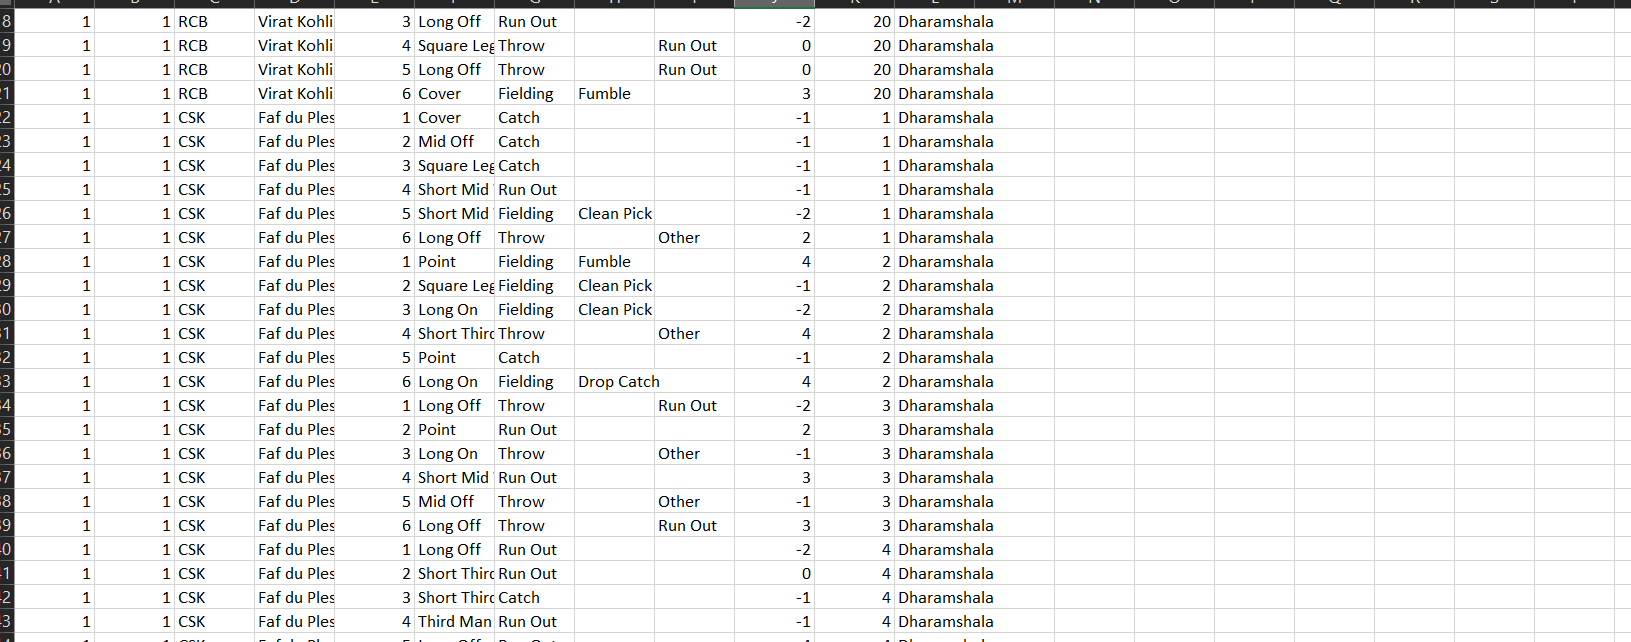 8 1 1 RCB Virat Kohli 3 Long Off Run Out -2 20 Dharamshala
9 1 1 RCB Virat Kohli 4 Square Leg Throw Run Out 0 20 Dharamshala
20 1 1 RCB Virat Kohli 5 Long Off Throw Run Out 0 20 Dharamshala
21 1 1 RCB Virat Kohli 6 Cover Fielding Fumble 3 20 Dharamshala
22 1 1 CSK Faf du Ples 1 Cover Catch -1 1 Dharamshala
23 1 1 CSK Faf du Ples 2 Mid Off Catch -1 1 Dharamshala
24 1 1 CSK Faf du Ples 3 Square Leg Catch -1 1 Dharamshala
25 1 1 CSK Faf du Ples 4 Short Mid Run Out -1 1 Dharamshala
26 1 1 CSK Faf du Ples 5 Short Mid Fielding Clean Pick -2 1 Dharamshala
27 1 1 CSK Faf du Ples 6 Long Off Throw Other 2 1 Dharamshala
28 1 1 CSK Faf du Ples 1 Point Fielding Fumble 4 2 Dharamshala
29 1 1 CSK Faf du Ples 2 Square Leg Fielding Clean Pick -1 2 Dharamshala
30 1 1 CSK Faf du Ples 3 Long On Fielding Clean Pick -2 2 Dharamshala
31 1 1 CSK Faf du Ples 4 Short Third Throw Other 4 2 Dharamshala
32 1 1 CSK Faf du Ples 5 Point Catch -1 2 Dharamshala
33 1 1 CSK Faf du Ples 6 Long On Fielding Drop Catch 4 2 Dharamshala
34 1 1 CSK Faf du Ples 1 Long Off Throw Run Out -2 3 Dharamshala
35 1 1 CSK Faf du Ples 2 Point Run Out 2 3 Dharamshala
36 1 1 CSK Faf du Ples 3 Long On Throw Other -1 3 Dharamshala
37 1 1 CSK Faf du Ples 4 Short Mid Run Out 3 3 Dharamshala
38 1 1 CSK Faf du Ples 5 Mid Off Throw Other -1 3 Dharamshala
39 1 1 CSK Faf du Ples 6 Long Off Throw Run Out 3 3 Dharamshala
40 1 1 CSK Faf du Ples 1 Long Off Run Out -2 4 Dharamshala
41 1 1 CSK Faf du Ples 2 Short Third Run Out 0 4 Dharamshala
42 1 1 CSK Faf du Ples 3 Short Third Catch -1 4 Dharamshala
43 1 1 CSK Faf du Ples 4 Third Man Run Out -1 4 Dharamshala